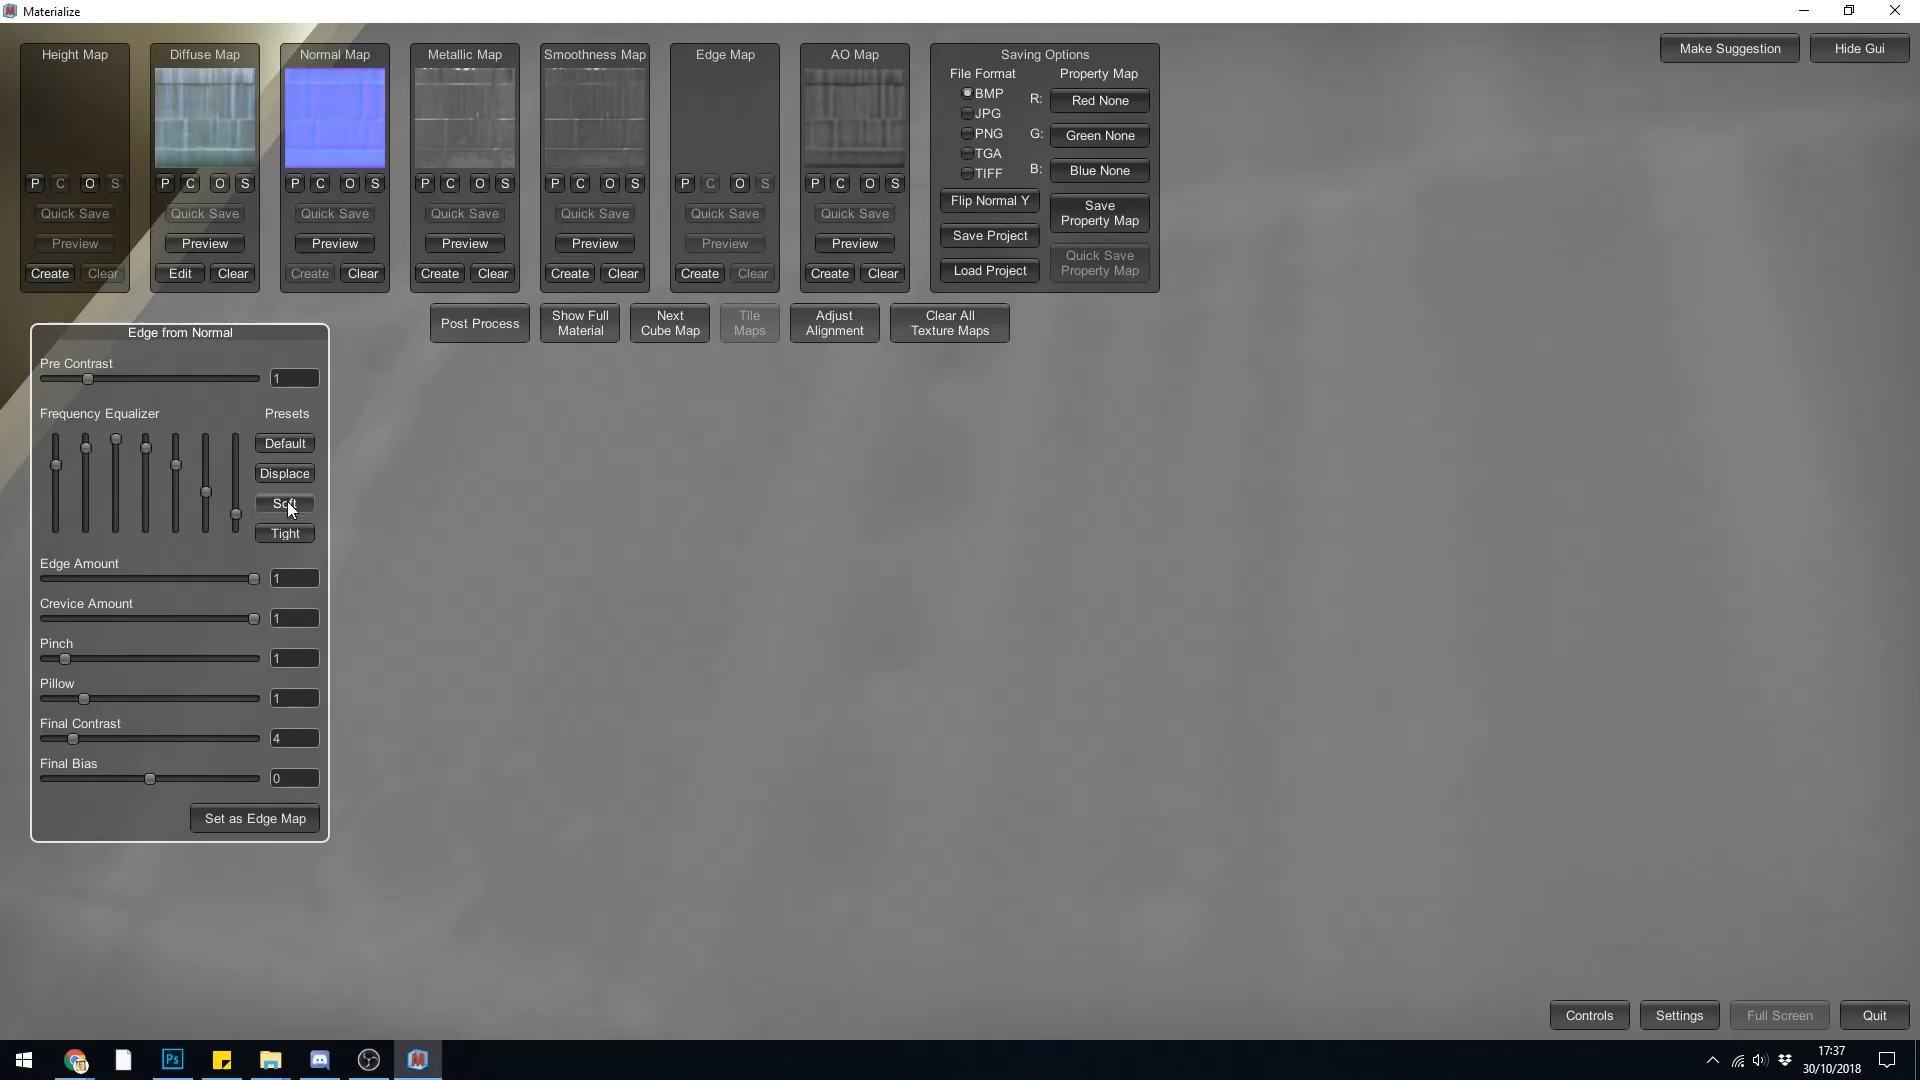 Materialize
Height Map
Diffuse Map
Normal Map
Metallic Map
Smoothness Map
Edge Map
AO Map
Saving Options
Make Suggestion
Hide Gui
File Format
Property Map
BMP
JPG
PNG
TGA
TIFF
R:
Red None
G:
Green None
B:
Blue None
P C O S
P C O S
P C O S
P C O S
P C O S
P C O S
P C O S
Quick Save
Quick Save
Quick Save
Quick Save
Quick Save
Quick Save
Quick Save
Flip Normal Y
Save
Property Map
Preview
Preview
Preview
Preview
Preview
Preview
Preview
Save Project
Create Clear
Edit Clear
Create Clear
Create Clear
Create Clear
Create Clear
Create Clear
Load Project
Quick Save
Property Map
Post Process
Show Full
Material
Next
Cube Map
Tile
Maps
Adjust
Alignment
Clear All
Texture Maps
Edge from Normal
Pre Contrast
1
Frequency Equalizer
Presets
Default
Displace
Soft
Tight
Edge Amount
1
Crevice Amount
1
Pinch
1
Pillow
1
Final Contrast
4
Final Bias
0
Set as Edge Map
Controls
Settings
Full Screen
Quit
Ps
17:37
30/10/2018